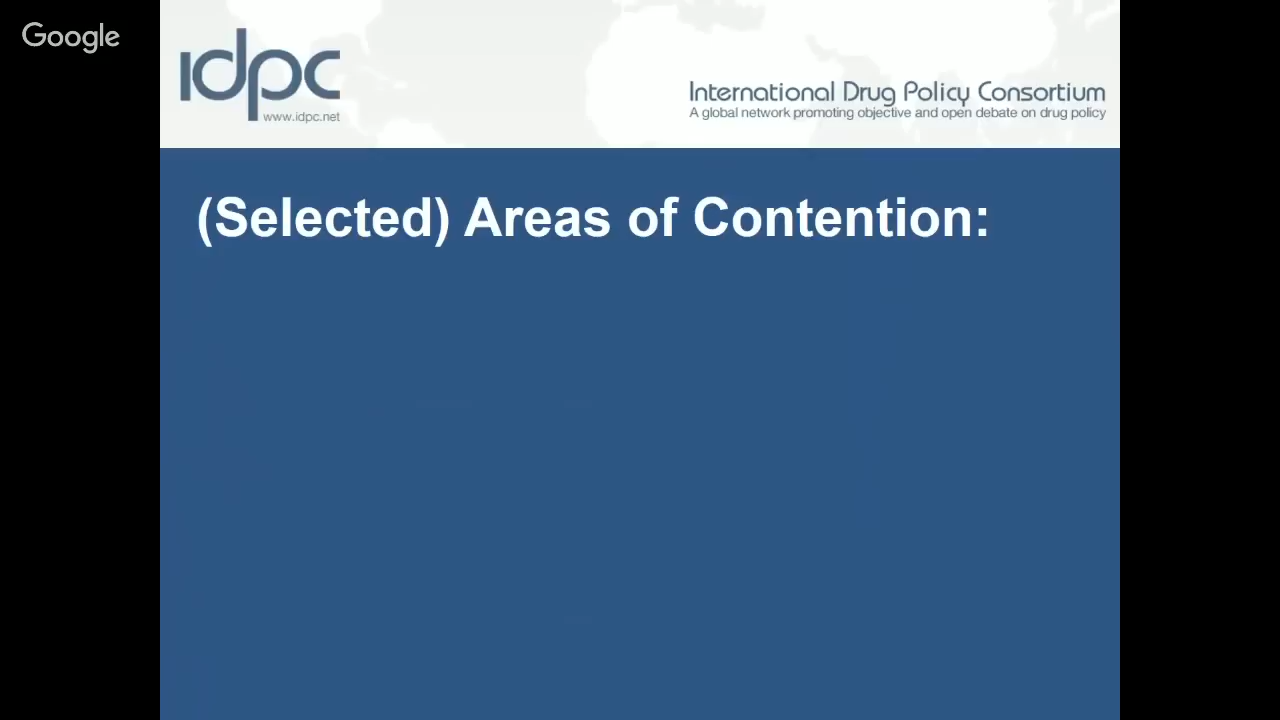 Google
idpc
www.idpc.net
International Drug Policy Consortium
A global network promoting objective and open debate on drug policy
(Selected) Areas of Contention: